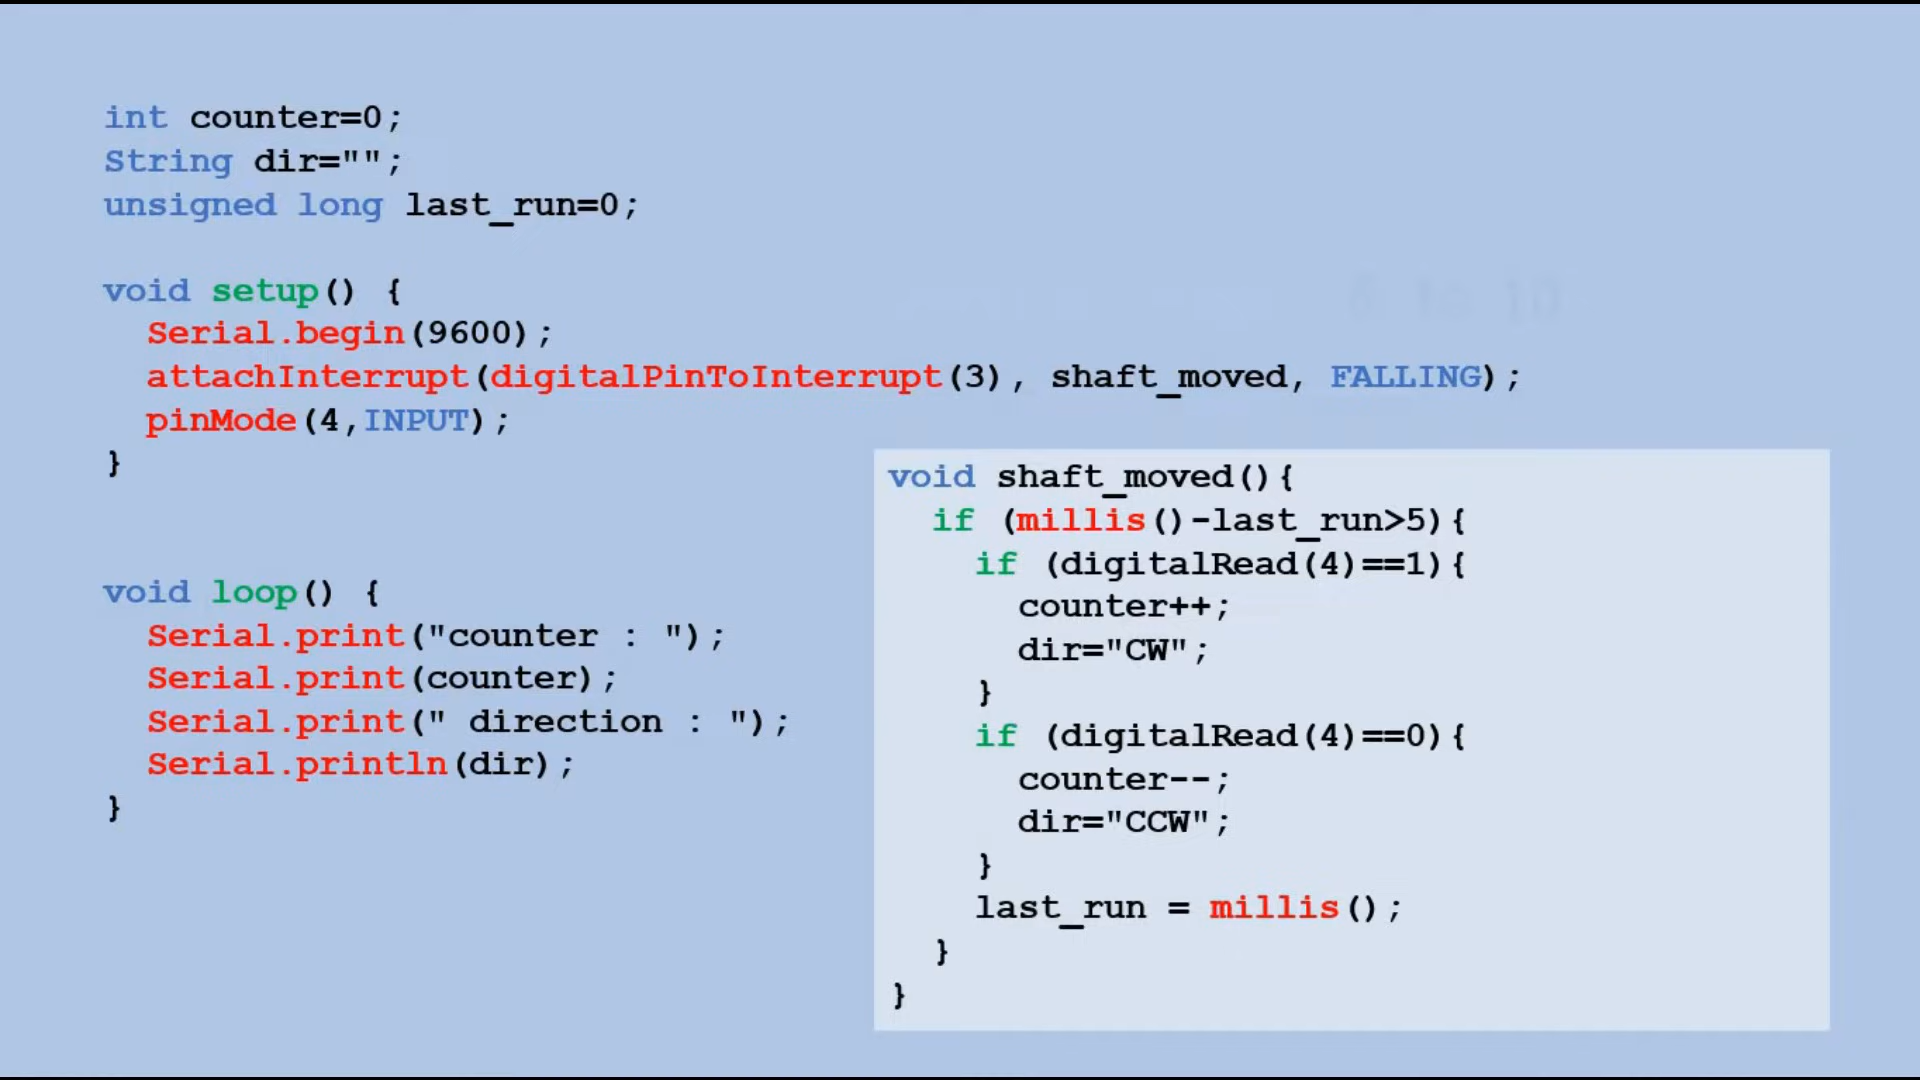 int counter=0;
String dir="";
unsigned long last_run=0;
void setup() {
Serial.begin(9600);
attachInterrupt(digitalPinToInterrupt(3), shaft_moved, FALLING);
pinMode(4,INPUT);
}
void loop() {
Serial.print("counter : ");
Serial.print(counter);
Serial.print(" direction : ");
Serial.println(dir);
}
void shaft_moved(){
if (millis()-last_run>5){
if (digitalRead(4)==1){
counter++;
dir="CW";
}
if (digitalRead(4)==0){
counter--;
dir="CCW";
}
last_run = millis();
}
}